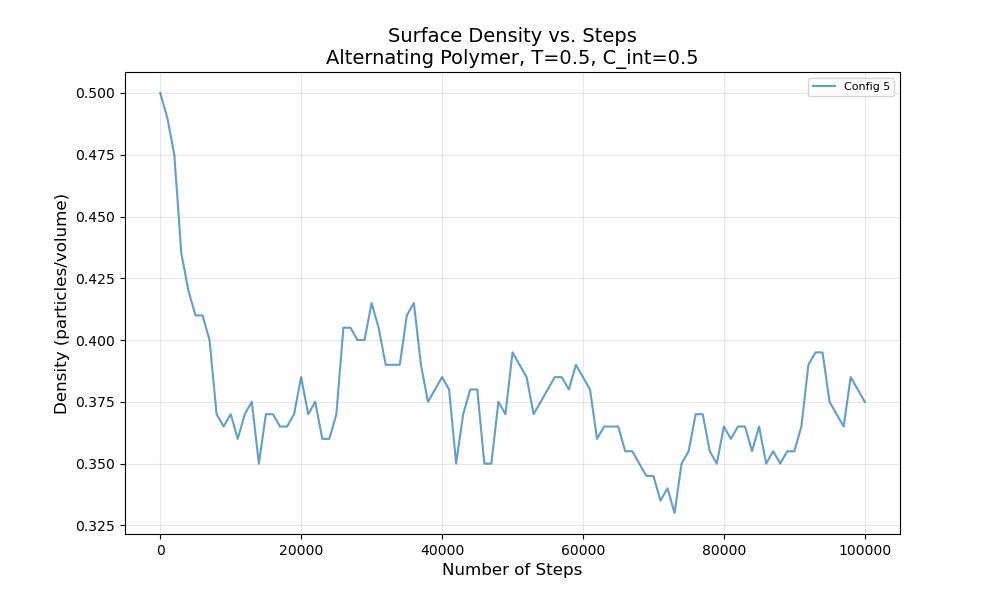 Surface Density vs. Steps
Alternating Polymer, T=0.5, C_int=0.5
Config 5
Density (particles/volume)
0.500
0.475
0.450
0.425
0.400
0.375
0.350
0.325
0 20000 40000 60000 80000 100000
Number of Steps